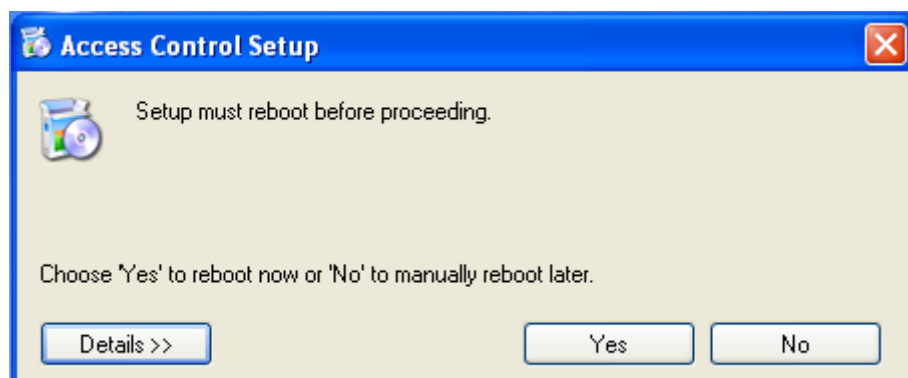 Access Control Setup
Setup must reboot before proceeding.
Choose 'Yes' to reboot now or 'No' to manually reboot later.
Details >>
Yes
No